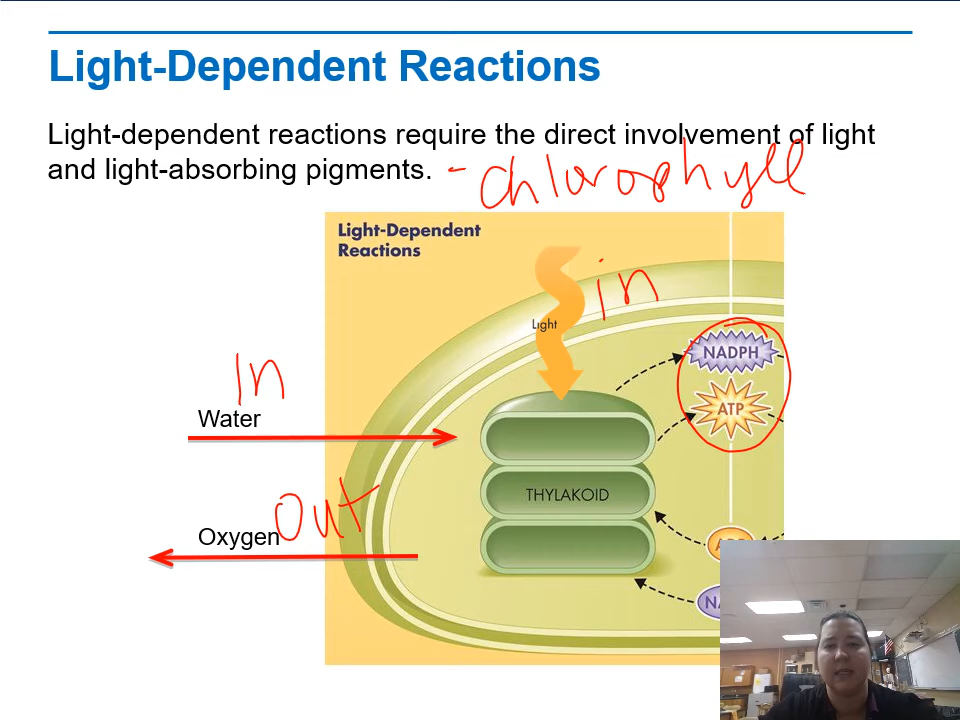 Light-Dependent Reactions
Light-dependent reactions require the direct involvement of light
and light-absorbing pigments. - chlorophyll
Light-Dependent
Reactions
in
Light
NADPH
In
Water
ATP
THYLAKOID
Out
Oxygen